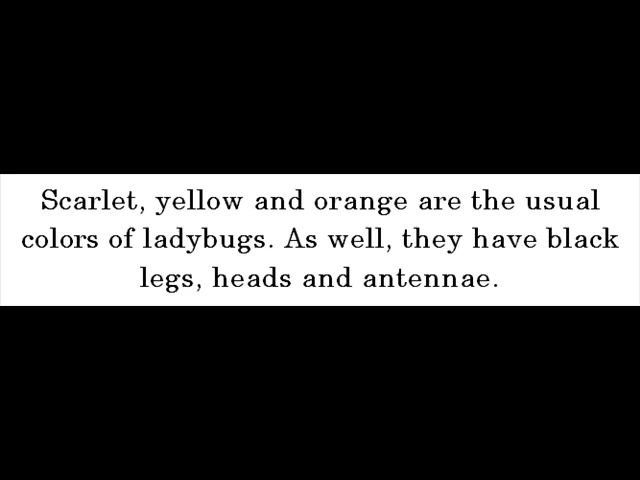 Scarlet, yellow and orange are the usual
colors of ladybugs. As well, they have black
legs, heads and antennae.